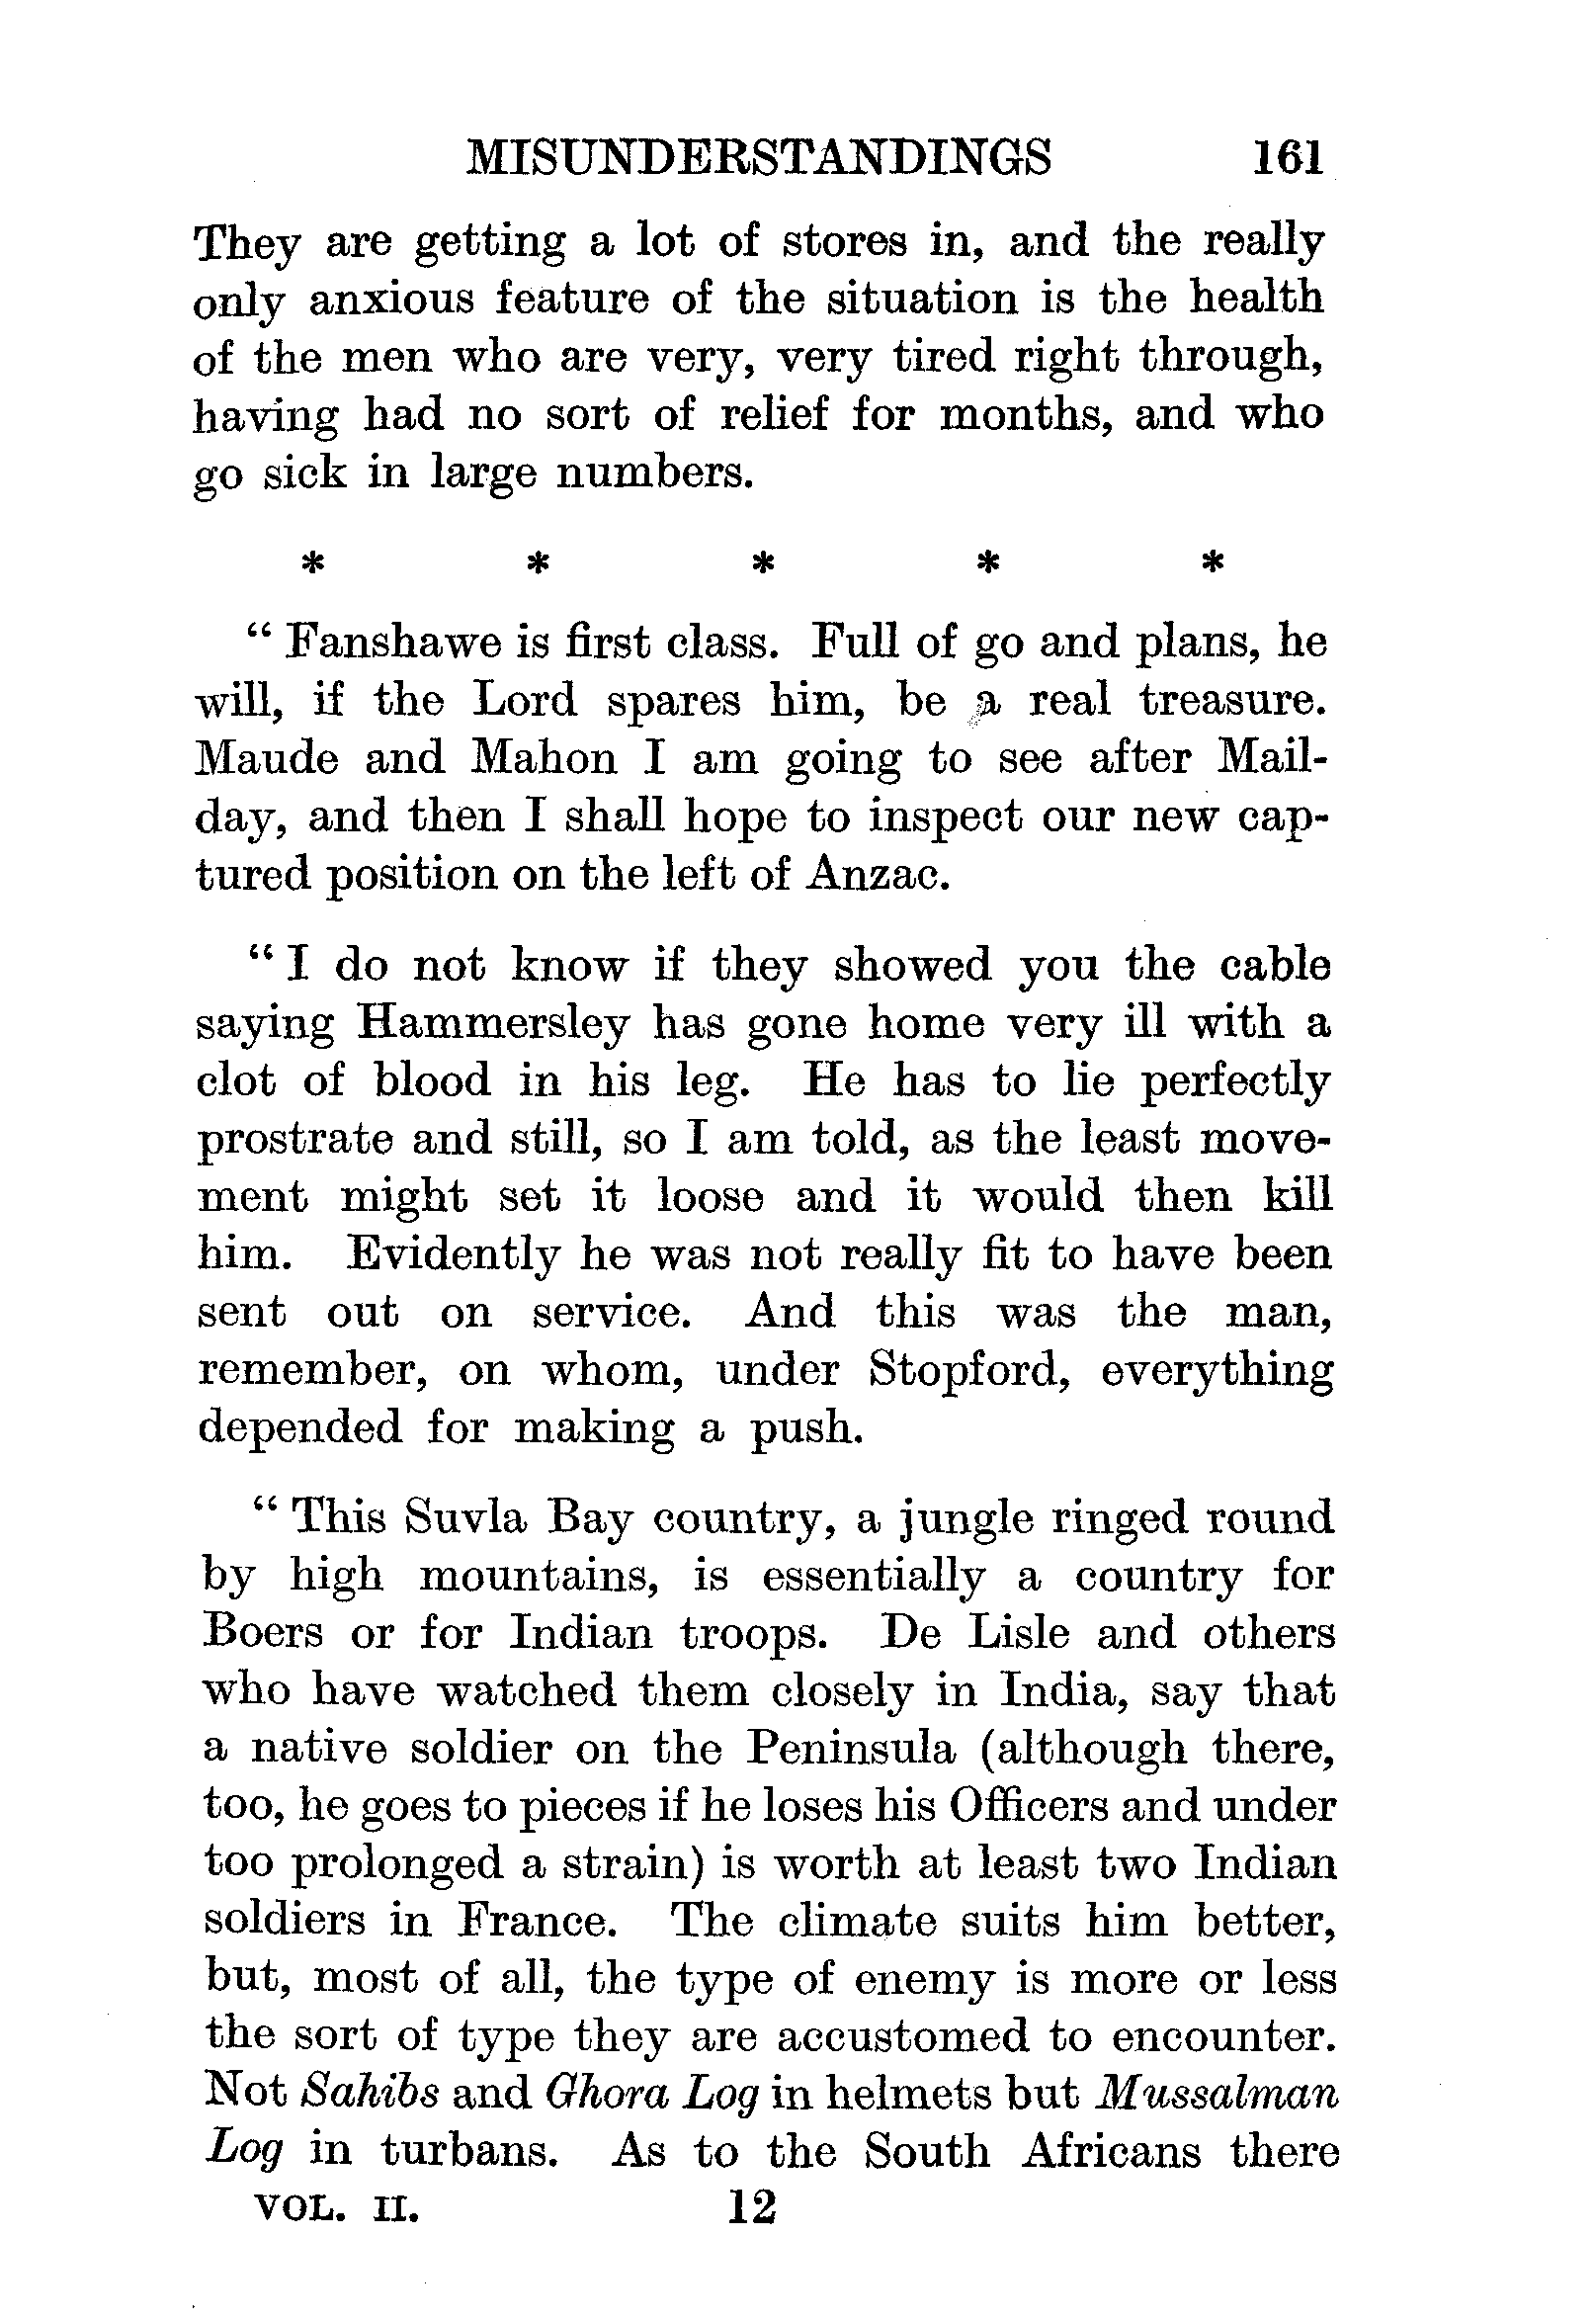 MISUNDERSTANDINGS 161
They are getting a lot of stores in, and the really
only anxious feature of the situation is the health
of the men who are very, very tired right through,
having had no sort of relief for months, and who
go sick in large numbers.
* * * * *
“ Fanshawe is first class. Full of go and plans, he
will, if the Lord spares him, be a real treasure.
Maude and Mahon I am going to see after Mail-
day, and then I shall hope to inspect our new cap-
tured position on the left of Anzac.
“ I do not know if they showed you the cable
saying Hammersley has gone home very ill with a
clot of blood in his leg. He has to lie perfectly
prostrate and still, so I am told, as the least move-
ment might set it loose and it would then kill
him. Evidently he was not really fit to have been
sent out on service. And this was the man,
remember, on whom, under Stopford, everything
depended for making a push.
“ This Suvla Bay country, a jungle ringed round
by high mountains, is essentially a country for
Boers or for Indian troops. De Lisle and others
who have watched them closely in India, say that
a native soldier on the Peninsula (although there,
too, he goes to pieces if he loses his Officers and under
too prolonged a strain) is worth at least two Indian
soldiers in France. The climate suits him better,
but, most of all, the type of enemy is more or less
the sort of type they are accustomed to encounter.
Not Sahibs and Ghora Log in helmets but Mussalman
Log in turbans. As to the South Africans there
VOL. II. 12